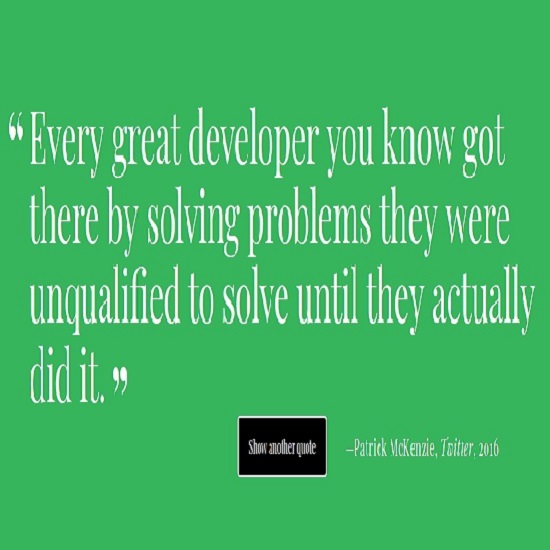 “ Every great developer you know got
there by solving problems they were
unqualified to solve until they actually
did it. ”
Show another quote
–Patrick McKenzie, Twitter, 2016